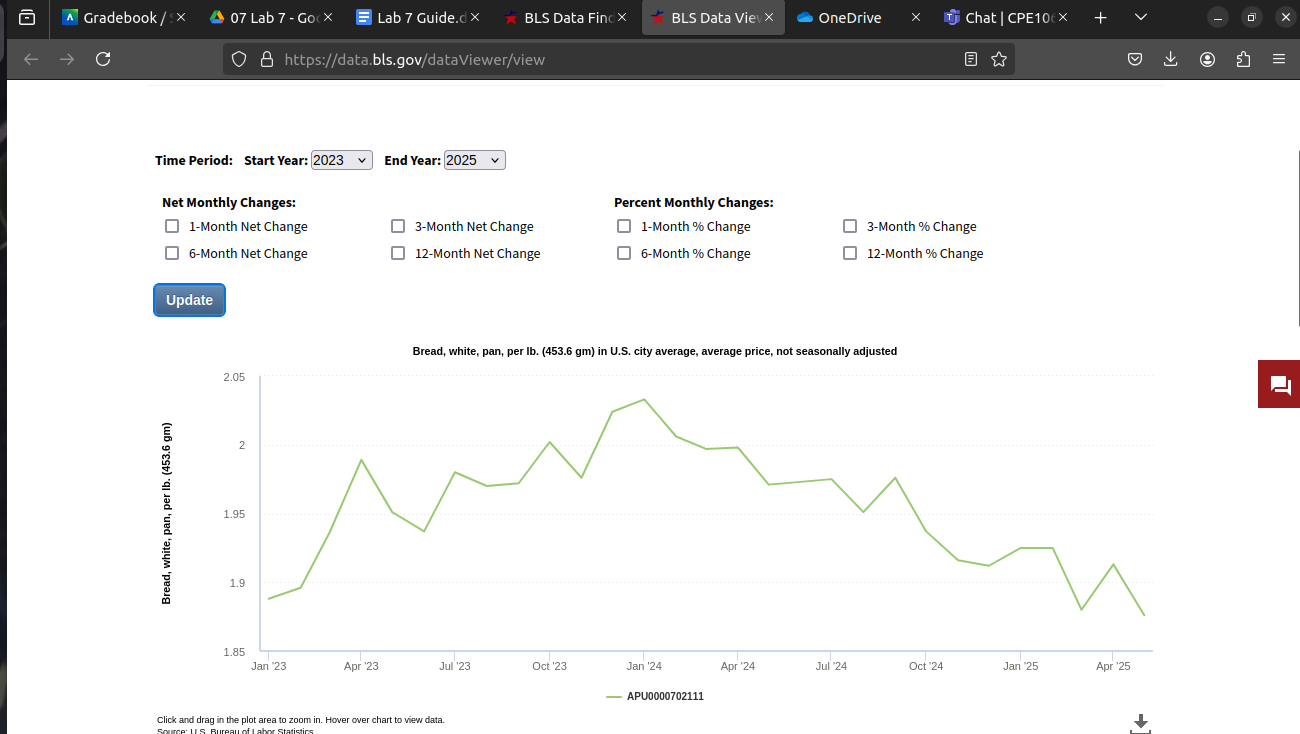 Gradebook /
07 Lab 7 - Goo
Lab 7 Guide.d
BLS Data Find
BLS Data View
OneDrive
Chat | CPE106
https://data.bls.gov/dataViewer/view
Time Period: Start Year: 2023 End Year: 2025
Net Monthly Changes: Percent Monthly Changes:
1-Month Net Change 3-Month Net Change 1-Month % Change 3-Month % Change
6-Month Net Change 12-Month Net Change 6-Month % Change 12-Month % Change
Update
Bread, white, pan, per lb. (453.6 gm) in U.S. city average, average price, not seasonally adjusted
Bread, white, pan, per lb. (453.6 gm)
2.05
2
1.95
1.9
1.85
Jan '23 Apr '23 Jul '23 Oct '23 Jan '24 Apr '24 Jul '24 Oct '24 Jan '25 Apr '25
APU0000702111
Click and drag in the plot area to zoom in. Hover over chart to view data.
Source: U.S. Bureau of Labor Statistics.